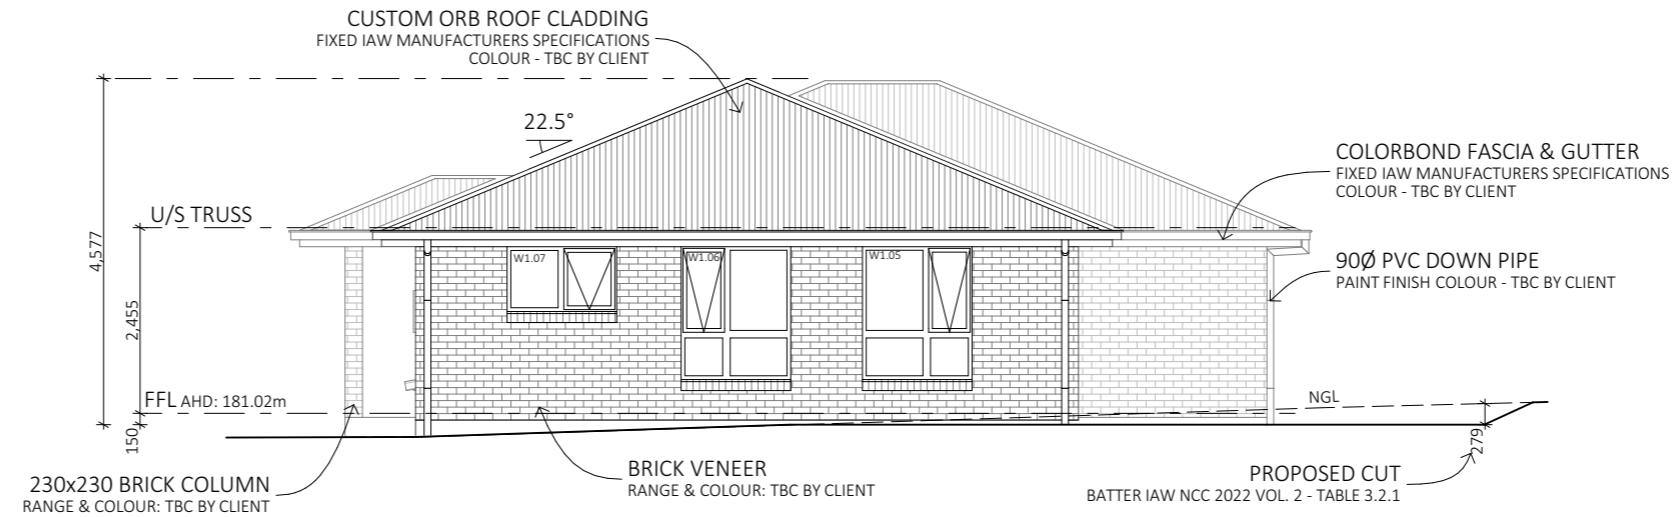 CUSTOM ORB ROOF CLADDING
FIXED IAW MANUFACTURERS SPECIFICATIONS
COLOUR - TBC BY CLIENT
22.5°
COLORBOND FASCIA & GUTTER
FIXED IAW MANUFACTURERS SPECIFICATIONS
COLOUR - TBC BY CLIENT
U/S TRUSS
4,577
2,455
150
W1.07
W1.06
W1.05
90Ø PVC DOWN PIPE
PAINT FINISH COLOUR - TBC BY CLIENT
FFL AHD: 181.02m
NGL
279
230x230 BRICK COLUMN
RANGE & COLOUR: TBC BY CLIENT
BRICK VENEER
RANGE & COLOUR: TBC BY CLIENT
PROPOSED CUT
BATTER IAW NCC 2022 VOL. 2 - TABLE 3.2.1